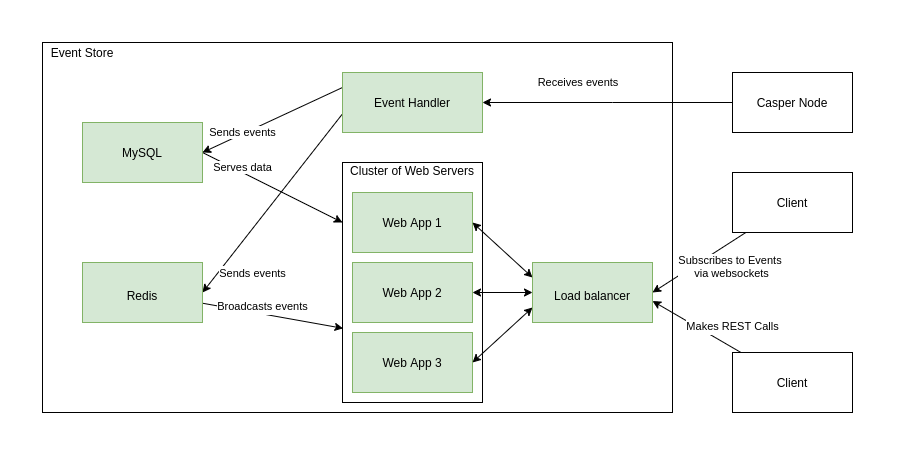 Event Store
Receives events
Event Handler
Casper Node
Sends events
MySQL
Serves data
Cluster of Web Servers
Web App 1
Client
Subscribes to Events
via websockets
Sends events
Redis
Web App 2
Load balancer
Broadcasts events
Makes REST Calls
Web App 3
Client